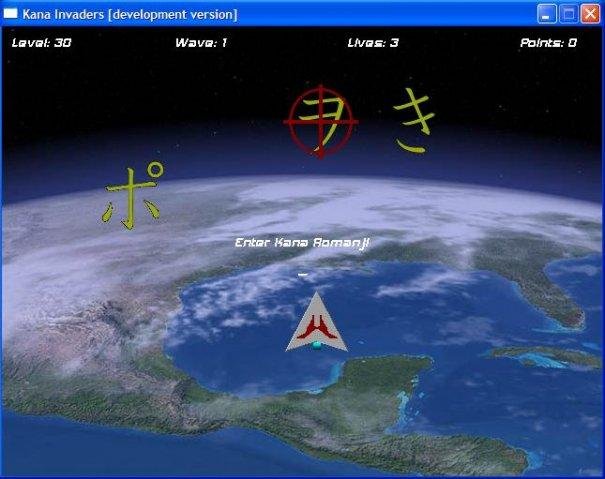 Kana Invaders [development version]
Level: 30 Wave: 1 Lives: 3 Points: 0
ヲ き
ポ
Enter Kana Romanji